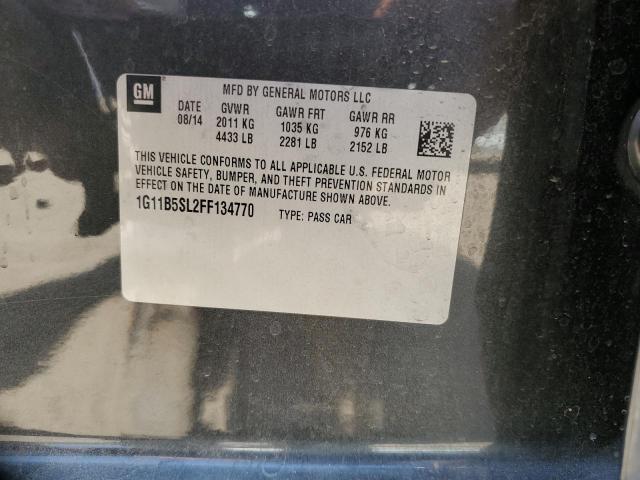 GM
MFD BY GENERAL MOTORS LLC
DATE GVWR GAWR FRT GAWR RR
08/14 2011 KG 1035 KG 976 KG
4433 LB 2281 LB 2152 LB
THIS VEHICLE CONFORMS TO ALL APPLICABLE U.S. FEDERAL MOTOR
VEHICLE SAFETY, BUMPER, AND THEFT PREVENTION STANDARDS IN
EFFECT ON THE DATE OF MANUFACTURE SHOWN ABOVE.
1G11B5SL2FF134770 TYPE: PASS CAR